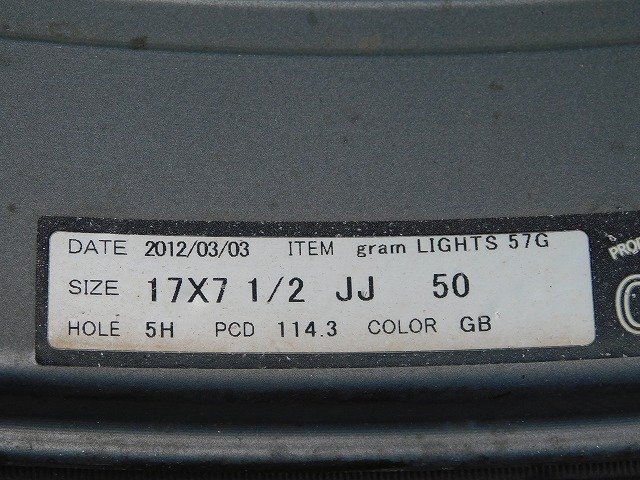 DATE 2012/03/03 ITEM gram LIGHTS 57G
SIZE 17X7 1/2 JJ 50
HOLE 5H PCD 114.3 COLOR GB